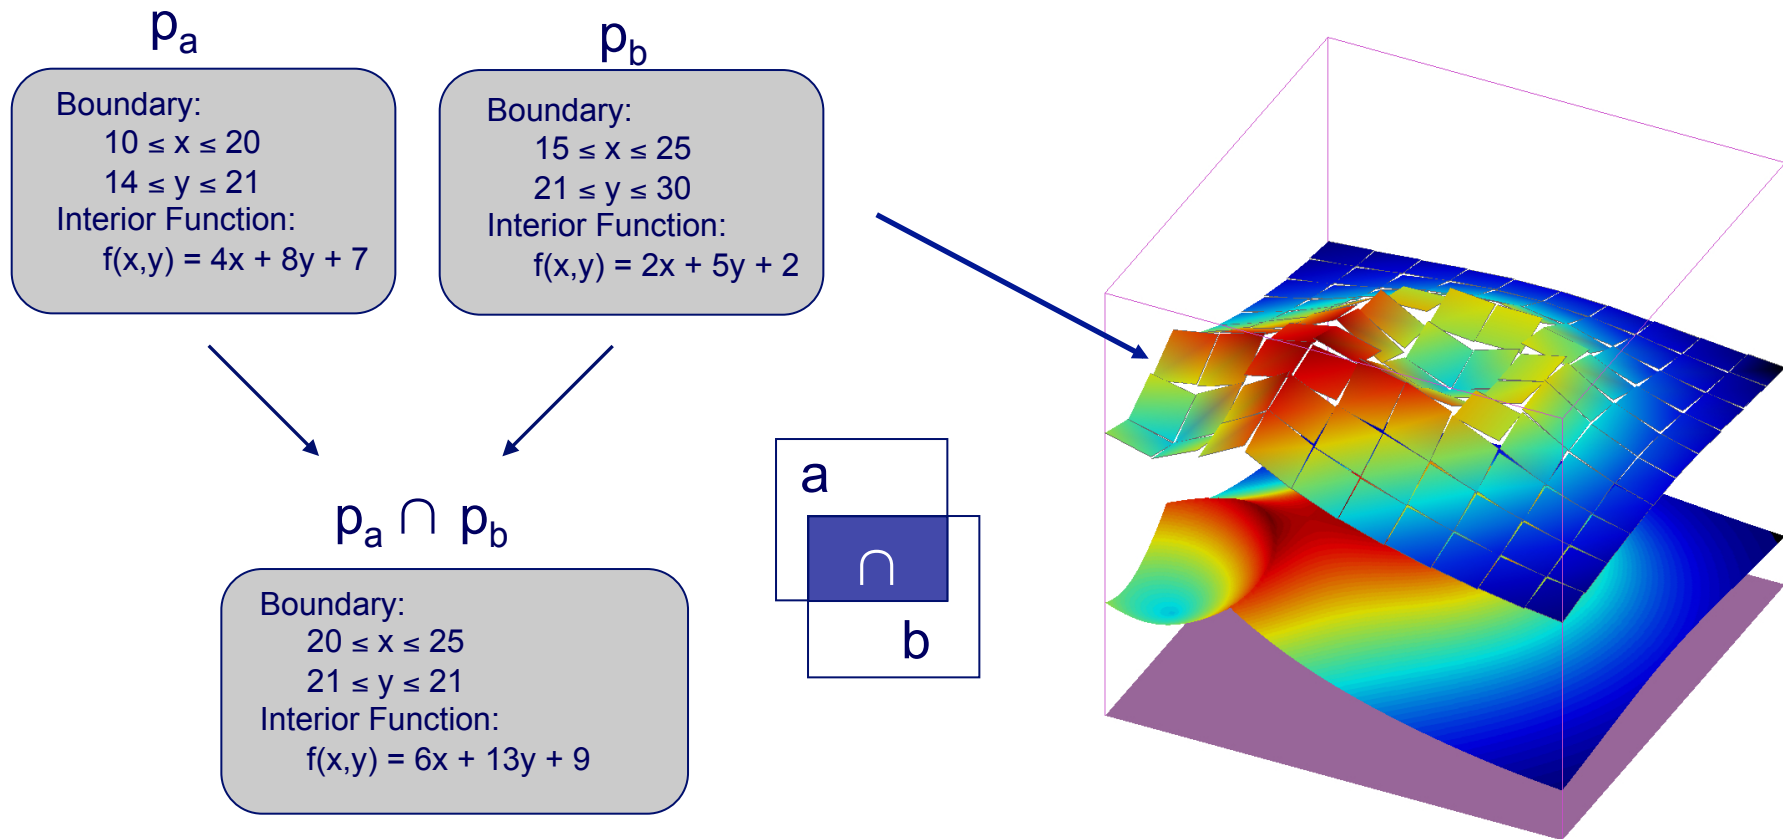 pa
Boundary:
10 ≤ x ≤ 20
14 ≤ y ≤ 21
Interior Function:
f(x,y) = 4x + 8y + 7
pb
Boundary:
15 ≤ x ≤ 25
21 ≤ y ≤ 30
Interior Function:
f(x,y) = 2x + 5y + 2
pa ∩ pb
Boundary:
20 ≤ x ≤ 25
21 ≤ y ≤ 21
Interior Function:
f(x,y) = 6x + 13y + 9
a
∩
b